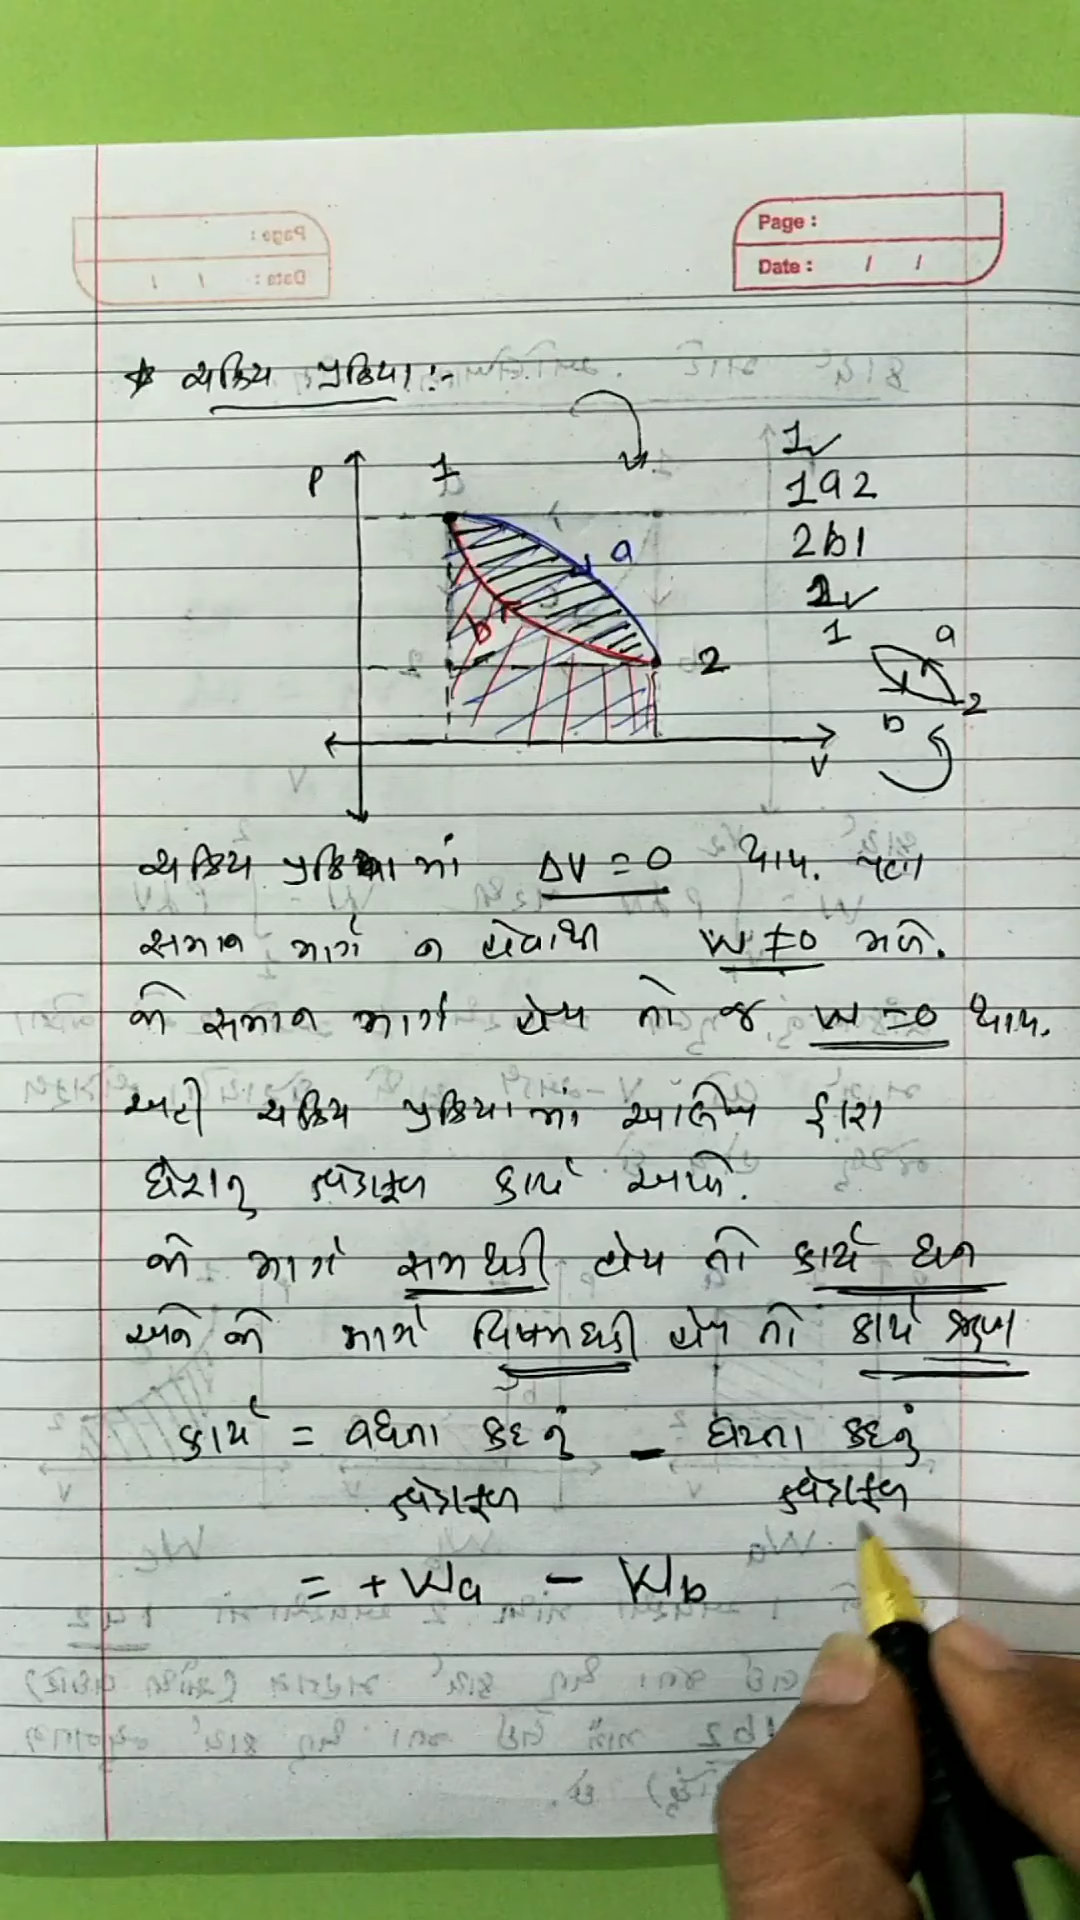 Page :
Date : / /
* ચક્રિય પ્રક્રિયા :-
P
1
a
b
2
V
1
1a2
2b1
1
1 a
b 2
ચક્રિય પ્રક્રિયા માં ΔV = 0 થાય. પણ
સમાન માર્ગ ન હોવાથી W ≠ 0 મળે.
જો સમાન માર્ગ હોય તો જ W = 0 થાય.
અહી ચક્રિય પ્રક્રિયામાં આલેખ દ્વારા
ઘેરાતું ક્ષેત્રફળ કાર્ય આપે.
જો માર્ગ સમઘડી હોય તો કાર્ય ધન
અને જો માર્ગ વિષમઘડી હોય તો કાર્ય ઋણ
કાર્ય = વધતા કદનું – ઘટતા કદનું
ક્ષેત્રફળ ક્ષેત્રફળ
= + Wa – Wb